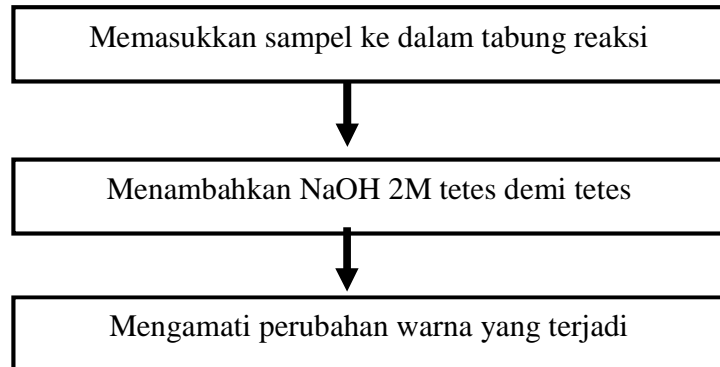 Memasukkan sampel ke dalam tabung reaksi
Menambahkan NaOH 2M tetes demi tetes
Mengamati perubahan warna yang terjadi